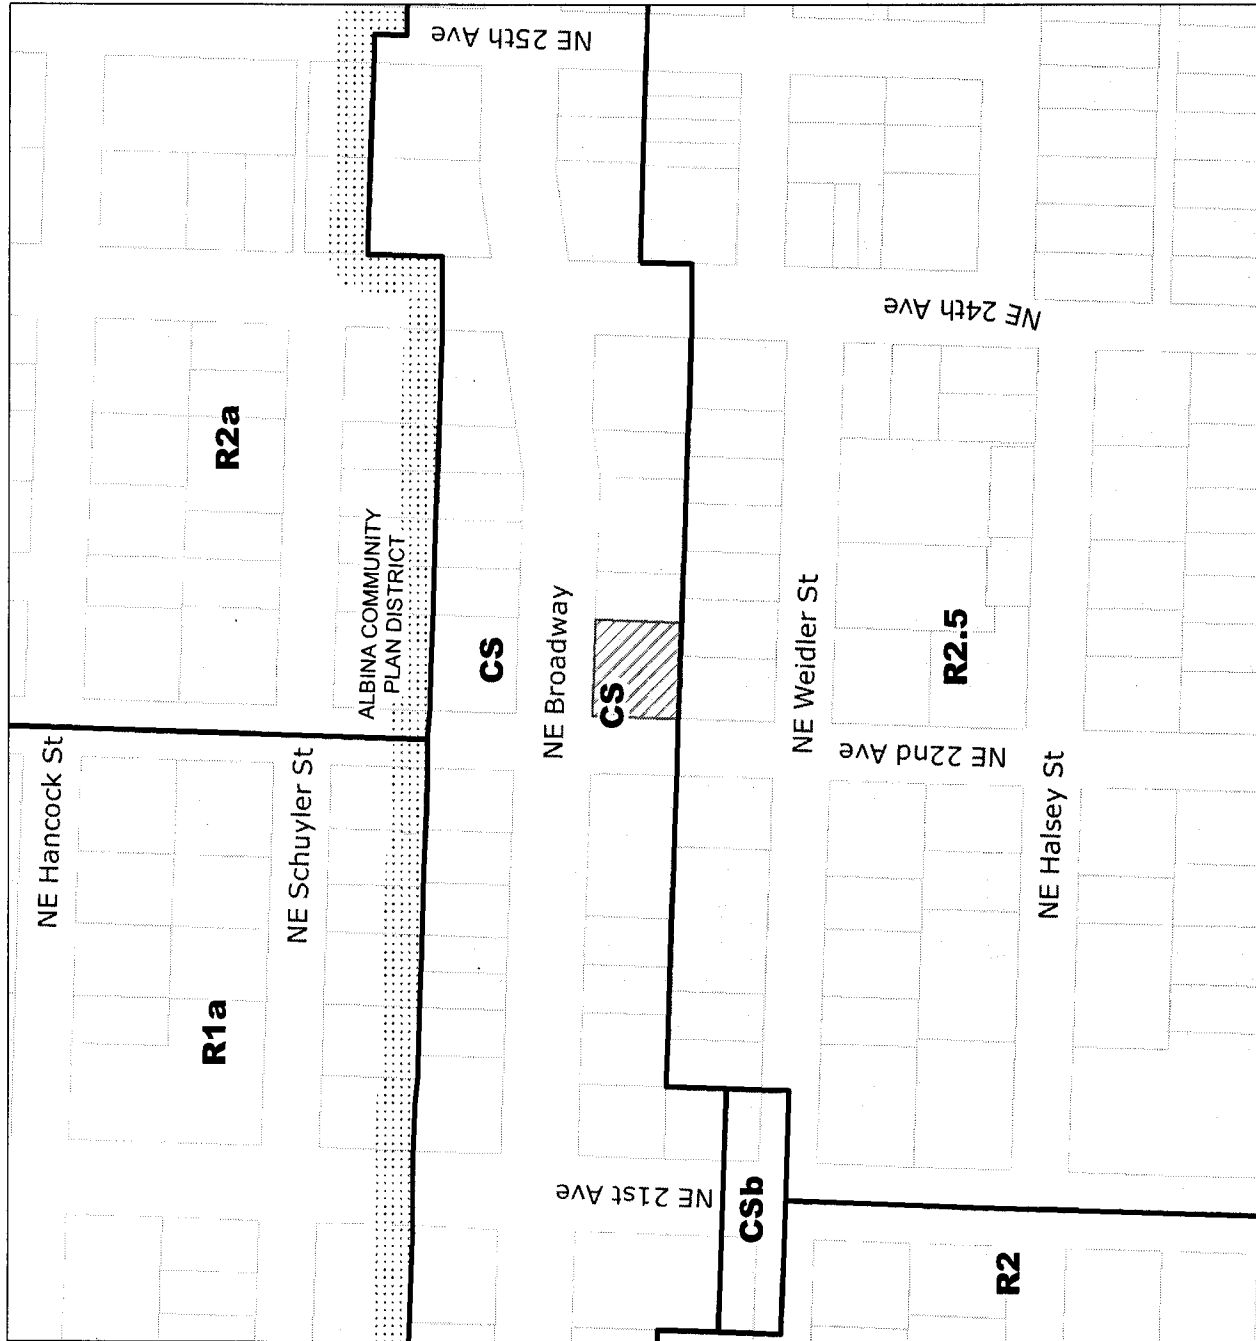 NE 25th Ave
R2a
ALBINA COMMUNITY
PLAN DISTRICT
NE 24th Ave
CS
NE Broadway
CS
NE Weidler St
R2.5
NE Hancock St
NE Schuyler St
NE 22nd Ave
NE Halsey St
R1a
NE 21st Ave
CSb
R2